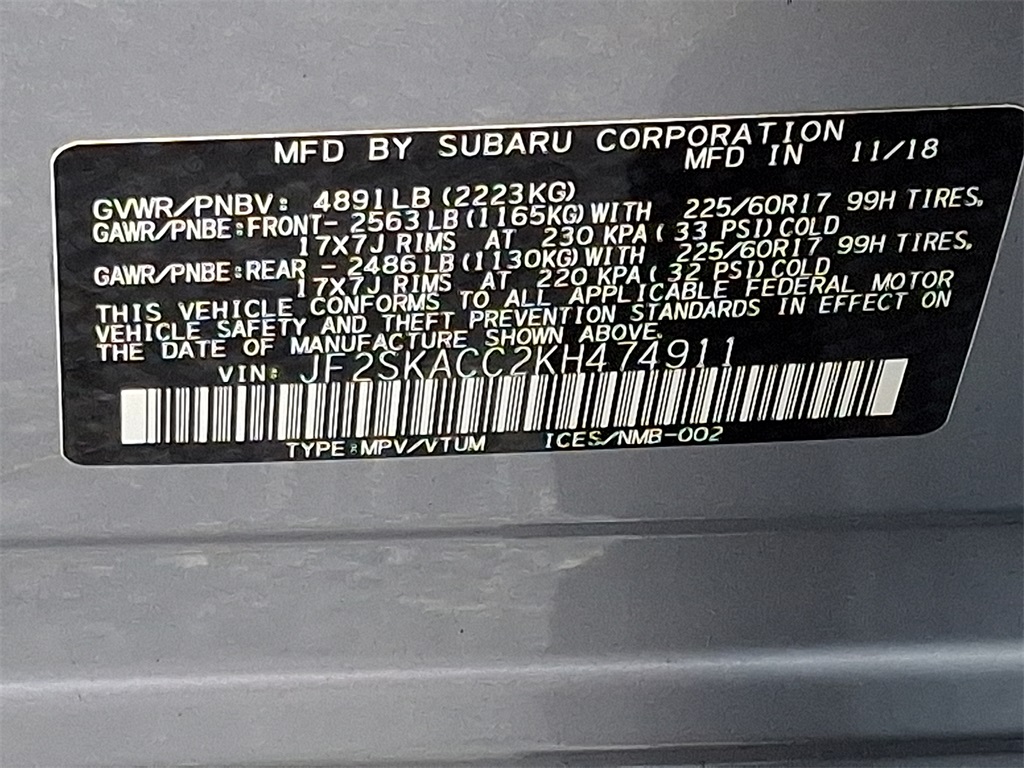 MFD BY SUBARU CORPORATION
MFD IN 11/18
GVWR/PNBV: 4891LB (2223KG)
GAWR/PNBE:FRONT- 2563LB(1165KG)WITH 225/60R17 99H TIRES,
17X7J RIMS AT 230 KPA( 33 PSI)COLD
GAWR/PNBE:REAR - 2486LB(1130KG)WITH 225/60R17 99H TIRES,
17X7J RIMS AT 220 KPA( 32 PSI)COLD
THIS VEHICLE CONFORMS TO ALL APPLICABLE FEDERAL MOTOR
VEHICLE SAFETY AND THEFT PREVENTION STANDARDS IN EFFECT ON
THE DATE OF MANUFACTURE SHOWN ABOVE.
VIN: JF2SKACC2KH474911
TYPE:MPV/VTUM ICES/NMB-002